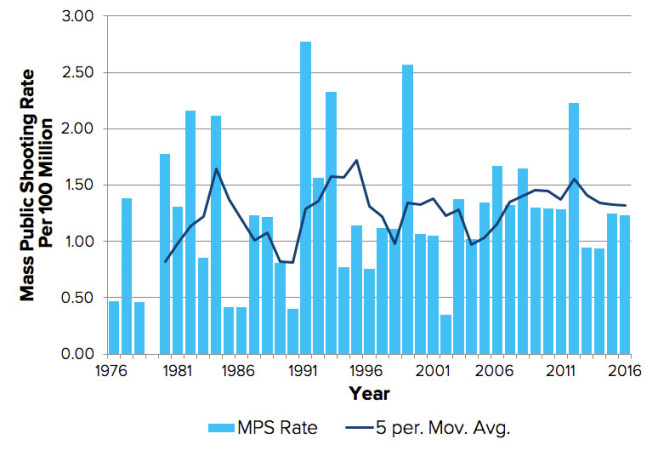 Mass Public Shooting Rate
Per 100 Million
3.00
2.50
2.00
1.50
1.00
0.50
0.00
1976 1981 1986 1991 1996 2001 2006 2011 2016
Year
MPS Rate 5 per. Mov. Avg.